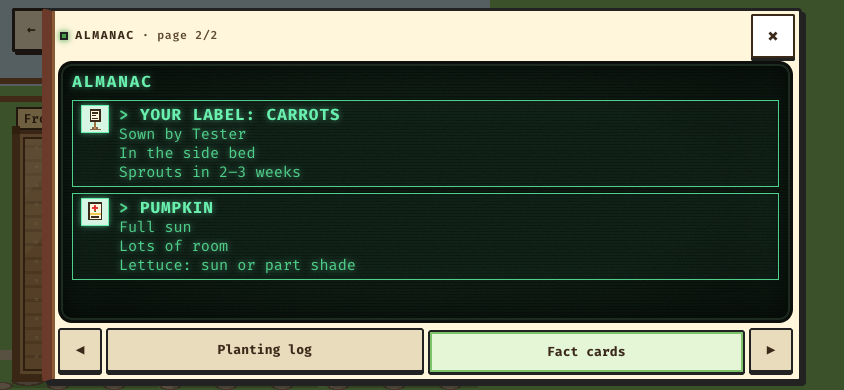 ←
ALMANAC · page 2/2
×
Fro
ALMANAC
> YOUR LABEL: CARROTS
Sown by Tester
In the side bed
Sprouts in 2–3 weeks
> PUMPKIN
Full sun
Lots of room
Lettuce: sun or part shade
◄ Planting log Fact cards ►